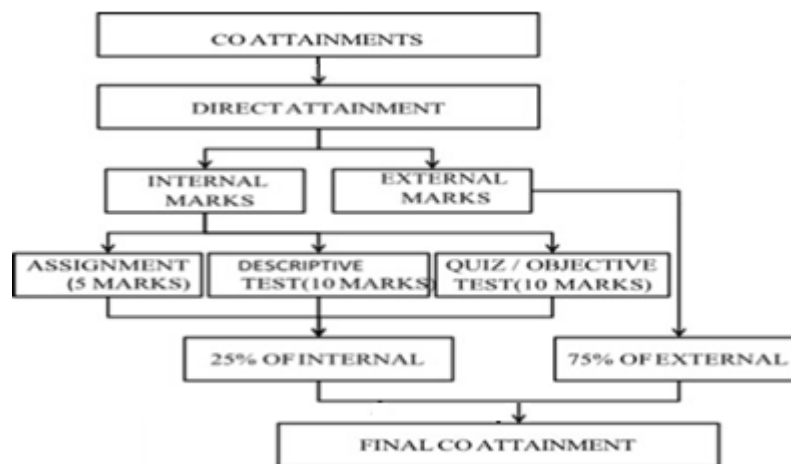 CO ATTAINMENTS
DIRECT ATTAINMENT
INTERNAL
MARKS
EXTERNAL
MARKS
ASSIGNMENT
(5 MARKS)
DESCRIPTIVE
TEST(10 MARKS)
QUIZ / OBJECTIVE
TEST(10 MARKS)
25% OF INTERNAL
75% OF EXTERNAL
FINAL CO ATTAINMENT